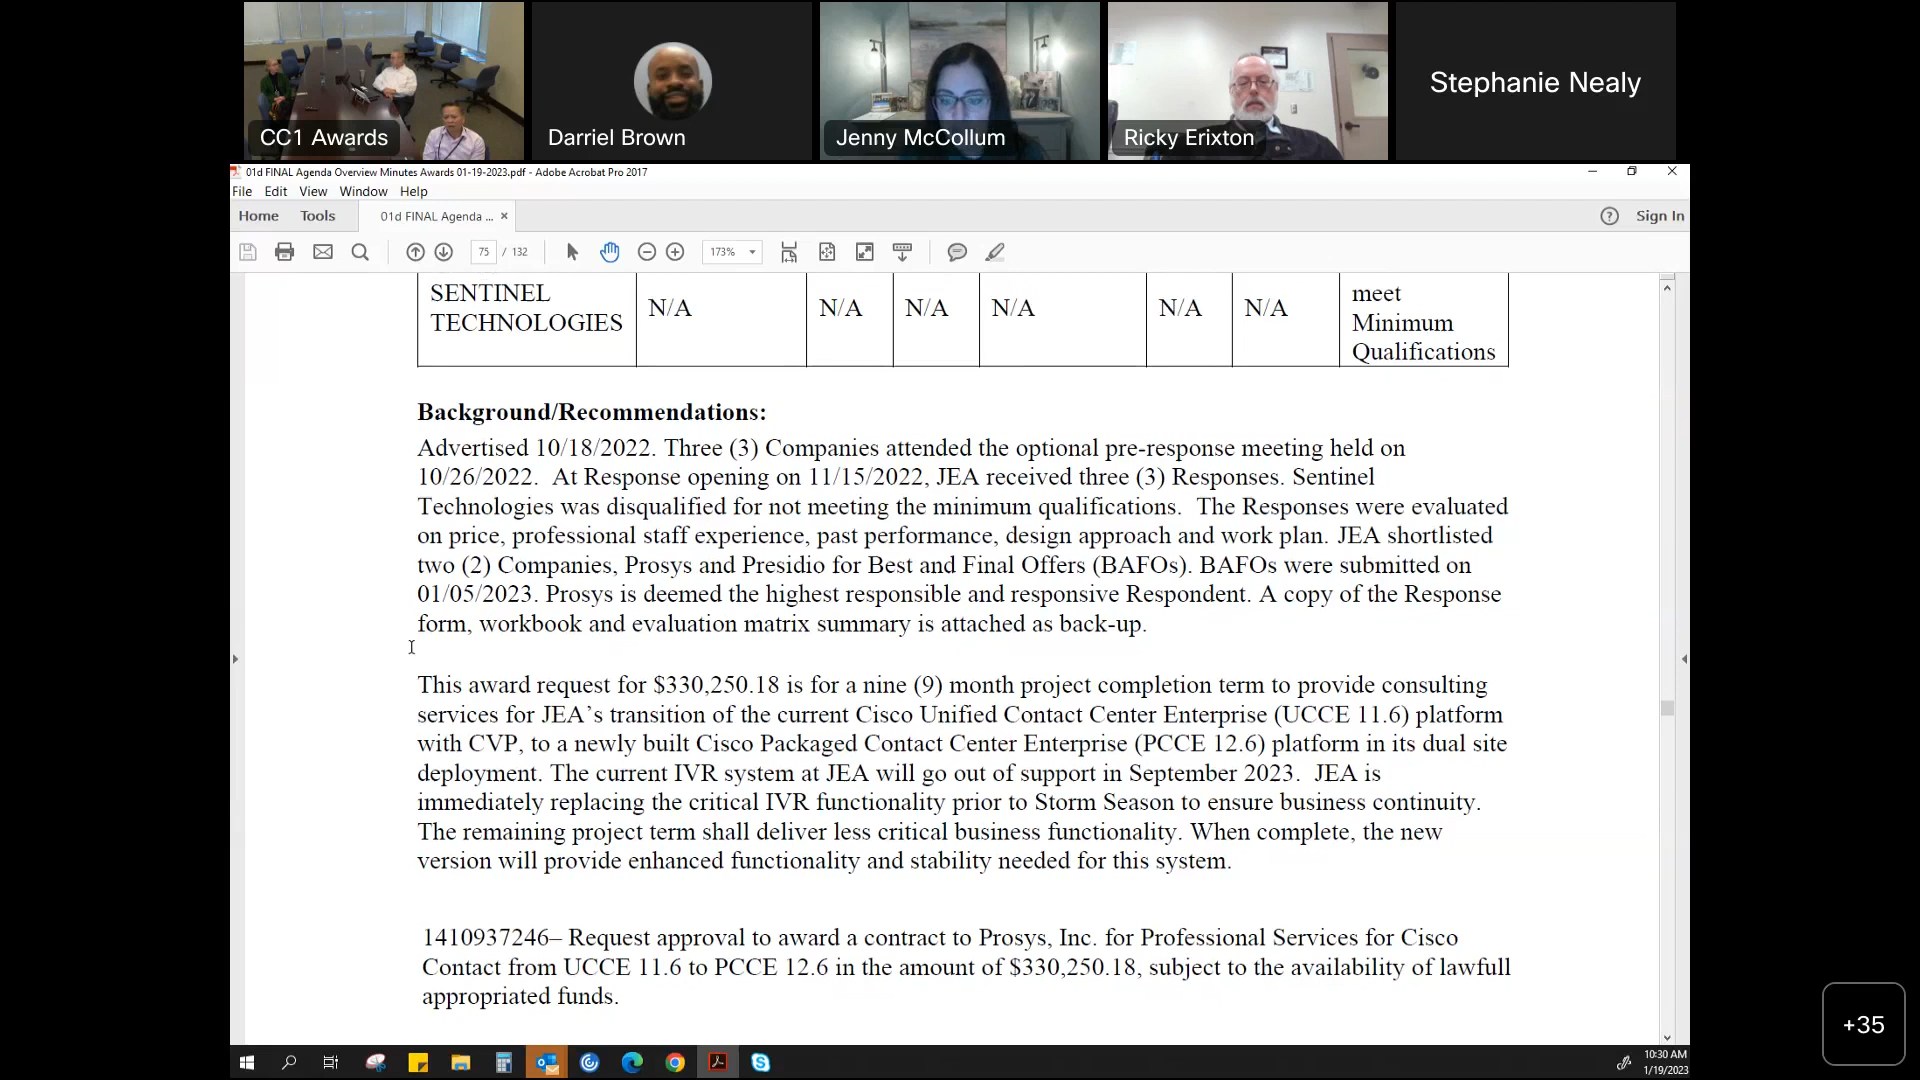 CC1 Awards
Darriel Brown
Jenny McCollum
Ricky Erixton
Stephanie Nealy
01d FINAL Agenda Overview Minutes Awards 01-19-2023.pdf - Adobe Acrobat Pro 2017
File Edit View Window Help
Home Tools 01d FINAL Agenda ... × Sign In
75 / 132 173%
SENTINEL
TECHNOLOGIES
N/A N/A N/A N/A N/A N/A
meet
Minimum
Qualifications
Background/Recommendations:
Advertised 10/18/2022. Three (3) Companies attended the optional pre-response meeting held on
10/26/2022. At Response opening on 11/15/2022, JEA received three (3) Responses. Sentinel
Technologies was disqualified for not meeting the minimum qualifications. The Responses were evaluated
on price, professional staff experience, past performance, design approach and work plan. JEA shortlisted
two (2) Companies, Prosys and Presidio for Best and Final Offers (BAFOs). BAFOs were submitted on
01/05/2023. Prosys is deemed the highest responsible and responsive Respondent. A copy of the Response
form, workbook and evaluation matrix summary is attached as back-up.
This award request for $330,250.18 is for a nine (9) month project completion term to provide consulting
services for JEA’s transition of the current Cisco Unified Contact Center Enterprise (UCCE 11.6) platform
with CVP, to a newly built Cisco Packaged Contact Center Enterprise (PCCE 12.6) platform in its dual site
deployment. The current IVR system at JEA will go out of support in September 2023. JEA is
immediately replacing the critical IVR functionality prior to Storm Season to ensure business continuity.
The remaining project term shall deliver less critical business functionality. When complete, the new
version will provide enhanced functionality and stability needed for this system.
1410937246– Request approval to award a contract to Prosys, Inc. for Professional Services for Cisco
Contact from UCCE 11.6 to PCCE 12.6 in the amount of $330,250.18, subject to the availability of lawfull
appropriated funds.
+35
10:30 AM
1/19/2023